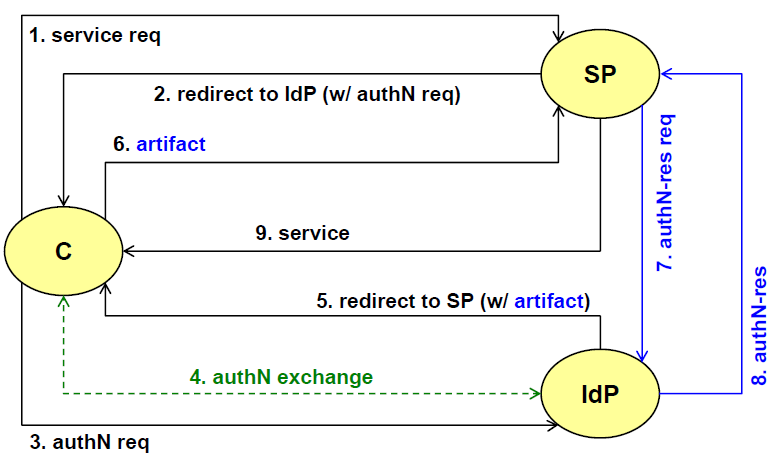 1. service req
SP
2. redirect to IdP (w/ authN req)
6. artifact
7. authN-res req
C
9. service
5. redirect to SP (w/ artifact)
8. authN-res
4. authN exchange
IdP
3. authN req